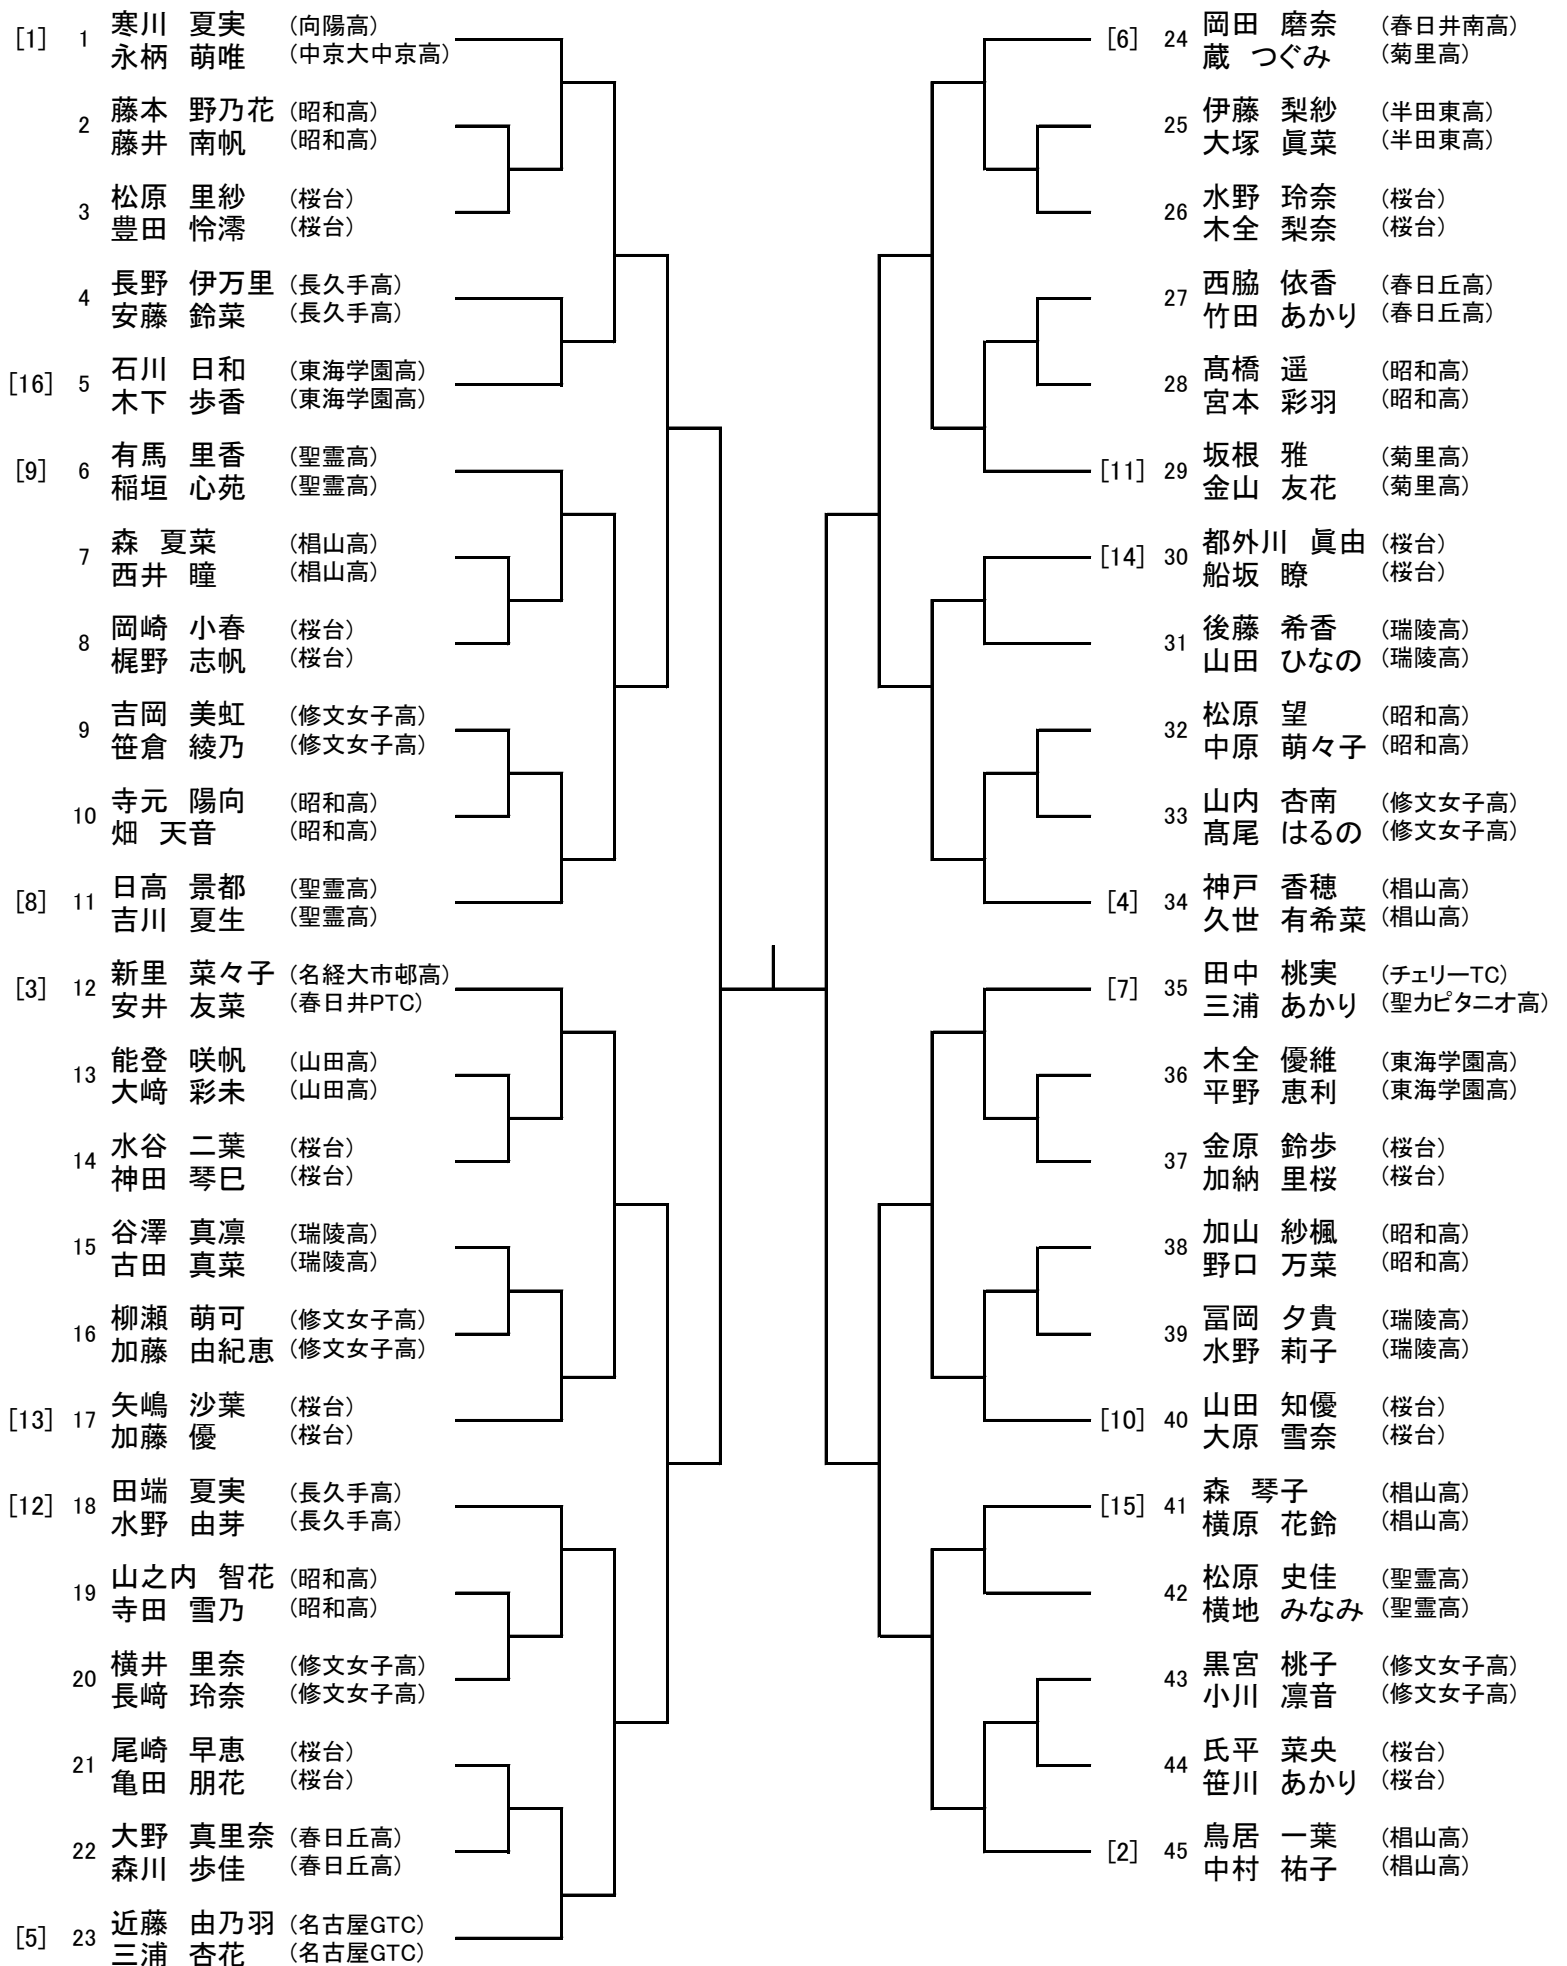 [1] 1 寒川 夏実 (向陽高)
永柄 萌唯 (中京大中京高)
2 藤本 野乃花 (昭和高)
藤井 南帆 (昭和高)
3 松原 里紗 (桜台)
豊田 怜澪 (桜台)
4 長野 伊万里 (長久手高)
安藤 鈴菜 (長久手高)
[16] 5 石川 日和 (東海学園高)
木下 歩香 (東海学園高)
[9] 6 有馬 里香 (聖霊高)
稲垣 心苑 (聖霊高)
7 森 夏菜 (椙山高)
西井 瞳 (椙山高)
8 岡崎 小春 (桜台)
梶野 志帆 (桜台)
9 吉岡 美虹 (修文女子高)
笹倉 綾乃 (修文女子高)
10 寺元 陽向 (昭和高)
畑 天音 (昭和高)
[8] 11 日高 景都 (聖霊高)
吉川 夏生 (聖霊高)
[3] 12 新里 菜々子 (名経大市邨高)
安井 友菜 (春日井PTC)
13 能登 咲帆 (山田高)
大﨑 彩未 (山田高)
14 水谷 二葉 (桜台)
神田 琴巳 (桜台)
15 谷澤 真凛 (瑞陵高)
古田 真菜 (瑞陵高)
16 柳瀬 萌可 (修文女子高)
加藤 由紀恵 (修文女子高)
[13] 17 矢嶋 沙葉 (桜台)
加藤 優 (桜台)
[12] 18 田端 夏実 (長久手高)
水野 由芽 (長久手高)
19 山之内 智花 (昭和高)
寺田 雪乃 (昭和高)
20 横井 里奈 (修文女子高)
長﨑 玲奈 (修文女子高)
21 尾崎 早恵 (桜台)
亀田 朋花 (桜台)
22 大野 真里奈 (春日丘高)
森川 歩佳 (春日丘高)
[5] 23 近藤 由乃羽 (名古屋GTC)
三浦 杏花 (名古屋GTC)
[6] 24 岡田 磨奈 (春日井南高)
蔵 つぐみ (菊里高)
25 伊藤 梨紗 (半田東高)
大塚 眞菜 (半田東高)
26 水野 玲奈 (桜台)
木全 梨奈 (桜台)
27 西脇 依香 (春日丘高)
竹田 あかり (春日丘高)
28 髙橋 遥 (昭和高)
宮本 彩羽 (昭和高)
[11] 29 坂根 雅 (菊里高)
金山 友花 (菊里高)
[14] 30 都外川 眞由 (桜台)
船坂 瞭 (桜台)
31 後藤 希香 (瑞陵高)
山田 ひなの (瑞陵高)
32 松原 望 (昭和高)
中原 萌々子 (昭和高)
33 山内 杏南 (修文女子高)
髙尾 はるの (修文女子高)
[4] 34 神戸 香穂 (椙山高)
久世 有希菜 (椙山高)
[7] 35 田中 桃実 (チェリーTC)
三浦 あかり (聖カピタニオ高)
36 木全 優維 (東海学園高)
平野 恵利 (東海学園高)
37 金原 鈴歩 (桜台)
加納 里桜 (桜台)
38 加山 紗楓 (昭和高)
野口 万菜 (昭和高)
39 冨岡 夕貴 (瑞陵高)
水野 莉子 (瑞陵高)
[10] 40 山田 知優 (桜台)
大原 雪奈 (桜台)
[15] 41 森 琴子 (椙山高)
横原 花鈴 (椙山高)
42 松原 史佳 (聖霊高)
横地 みなみ (聖霊高)
43 黒宮 桃子 (修文女子高)
小川 凛音 (修文女子高)
44 氏平 菜央 (桜台)
笹川 あかり (桜台)
[2] 45 鳥居 一葉 (椙山高)
中村 祐子 (椙山高)